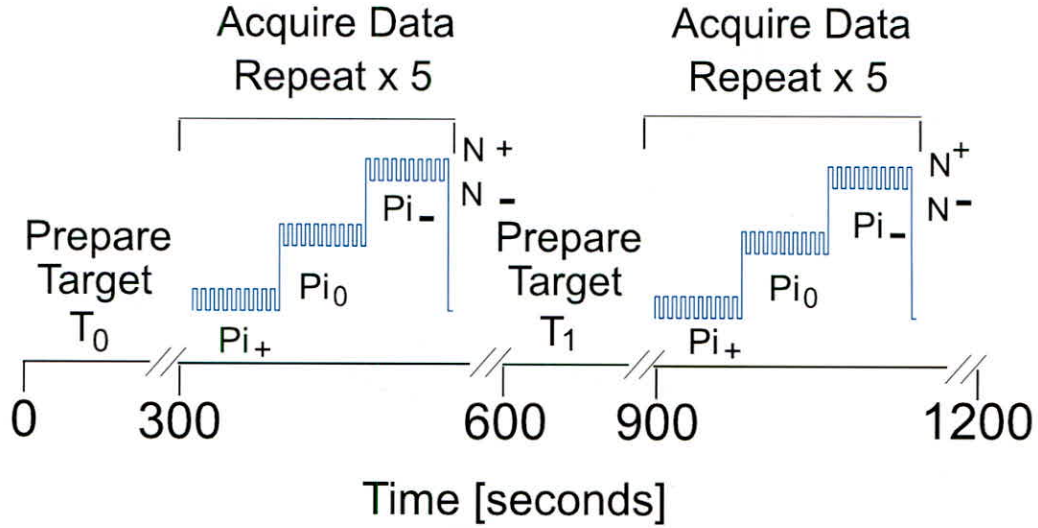 Acquire Data
Repeat x 5
Acquire Data
Repeat x 5
N +
N -
Pi-
N+
N-
Pi-
Prepare
Target
T0
Pi0
Pi+
Prepare
Target
T1
Pi0
Pi+
0 300 600 900 1200
Time [seconds]